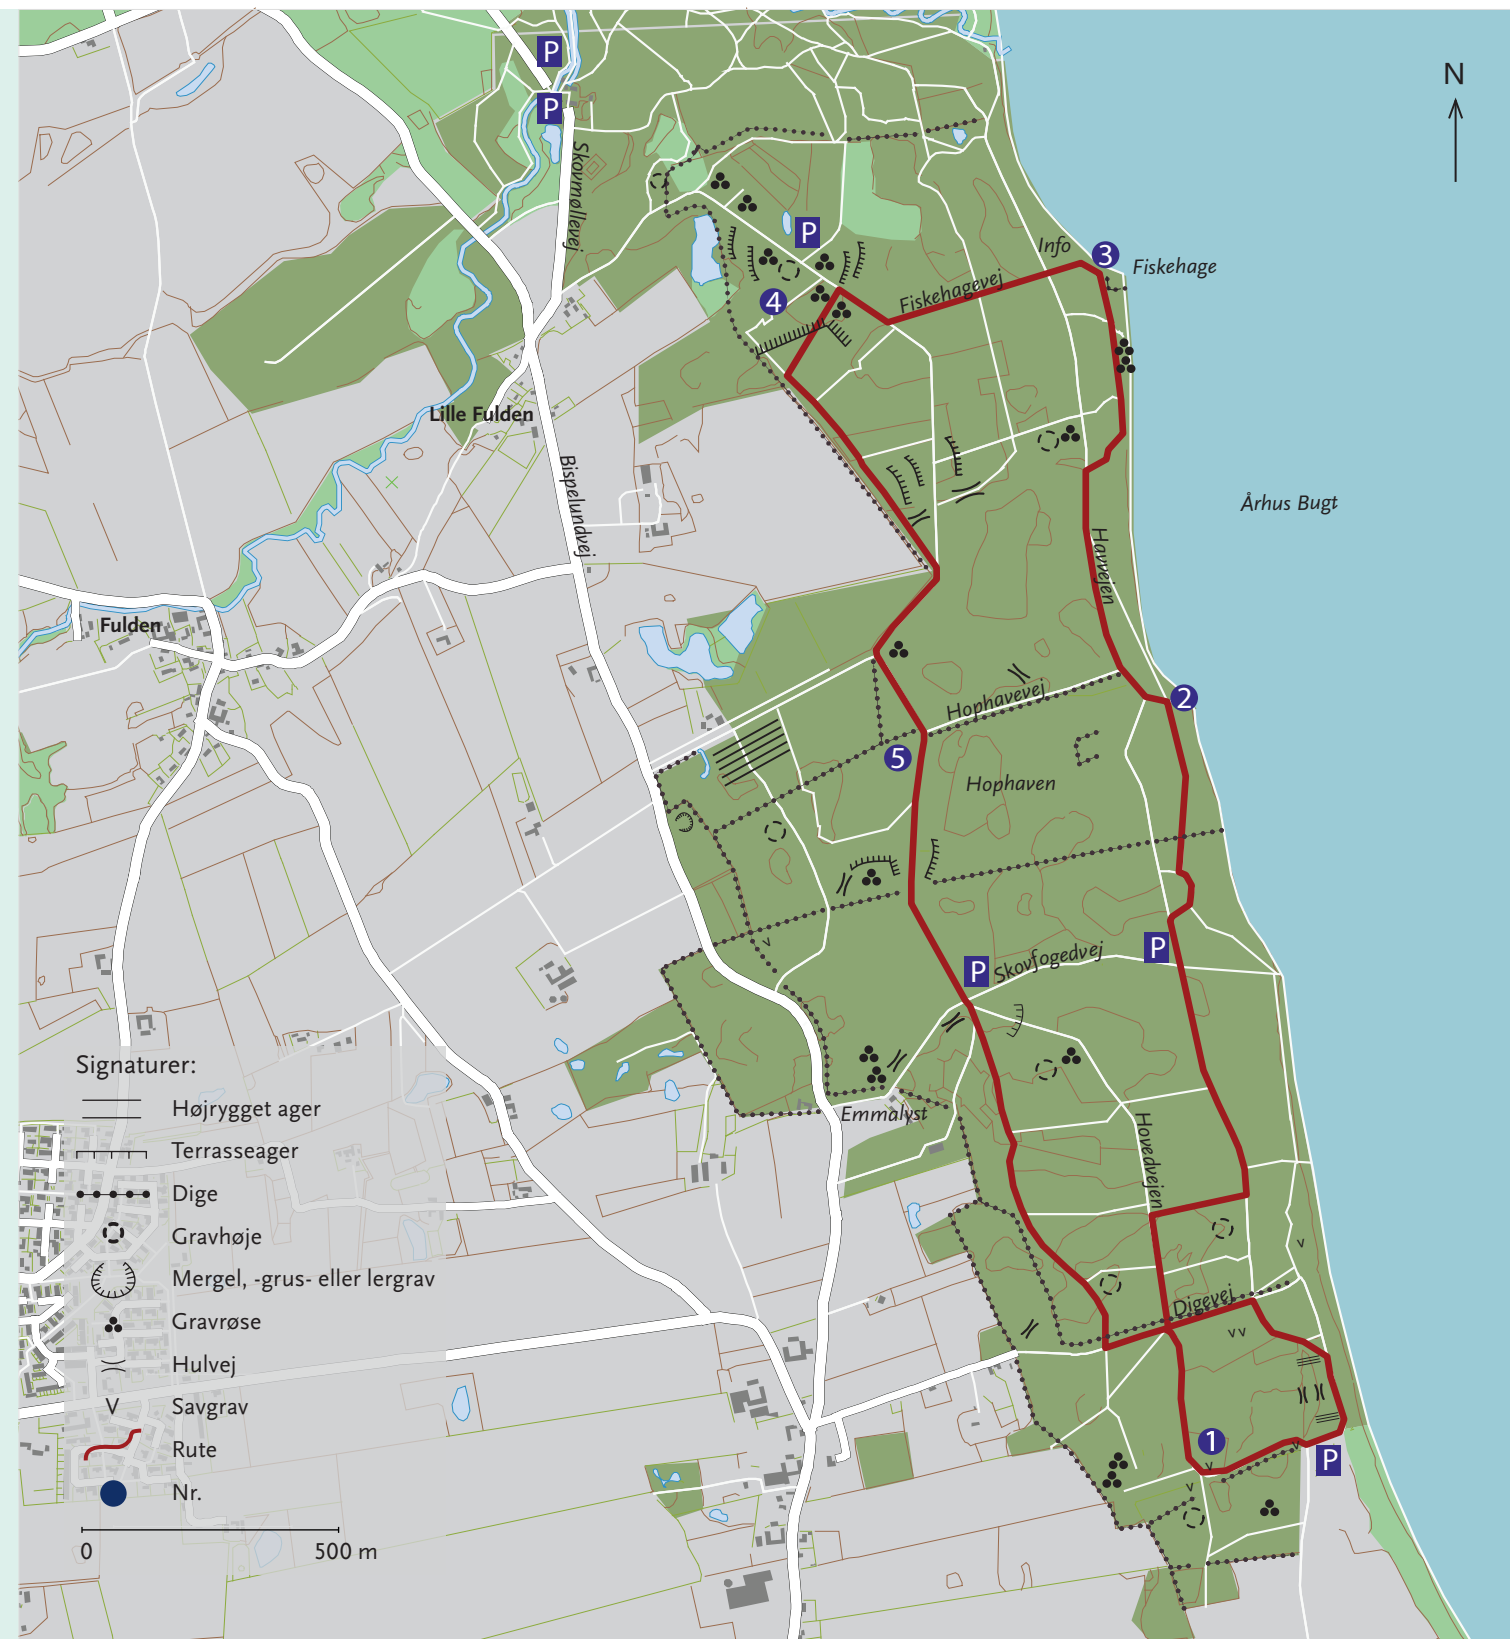 P
P
N
Skovmøllevej
P
Info
3
Fiskehage
Fiskehagevej
4
Lille Fulden
Bispelundvej
Århus Bugt
Havvejen
Fulden
2
Hophavevej
5
Hophaven
P
P
Skovfogedvej
Signaturer:
Højrygget ager
Terrasseager
Dige
Gravhøje
Mergel, -grus- eller lergrav
Gravrøse
Hulvej
V Savgrav
Rute
Nr.
0 500 m
Emmalyst
Hovedvejen
Digevej
v
v
v v
1
P
v
v
v